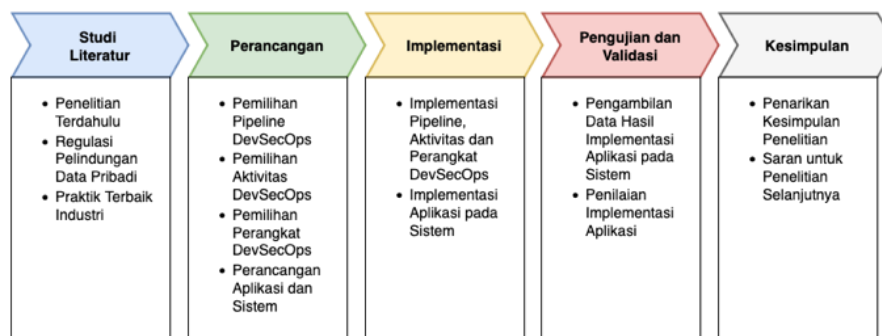 Studi
Literatur
Perancangan
Implementasi
Pengujian dan
Validasi
Kesimpulan
• Penelitian
Terdahulu
• Regulasi
Pelindungan
Data Pribadi
• Praktik Terbaik
Industri
• Pemilihan
Pipeline
DevSecOps
• Pemilihan
Aktivitas
DevSecOps
• Pemilihan
Perangkat
DevSecOps
• Perancangan
Aplikasi dan
Sistem
• Implementasi
Pipeline,
Aktivitas dan
Perangkat
DevSecOps
• Implementasi
Aplikasi pada
Sistem
• Pengambilan
Data Hasil
Implementasi
Aplikasi pada
Sistem
• Penilaian
Implementasi
Aplikasi
• Penarikan
Kesimpulan
Penelitian
• Saran untuk
Penelitian
Selanjutnya